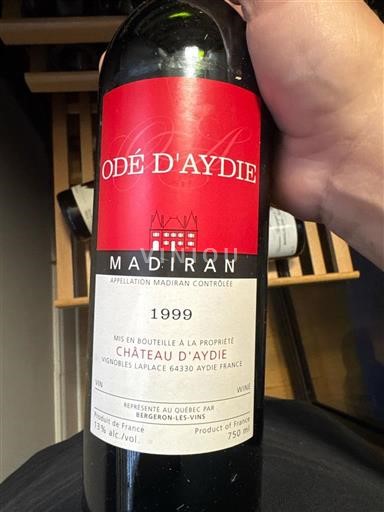 ODÉ D'AYDIE
VINIOU
MADIRAN
APPELLATION MADIRAN CONTRÔLÉE
1999
MIS EN BOUTEILLE À LA PROPRIÉTÉ
CHÂTEAU D'AYDIE
VIGNOBLES LAPLACE 64330 AYDIE FRANCE
VIN WINE
REPRÉSENTÉ AU QUÉBEC PAR
BERGERON-LES-VINS
Produit de France Product of France
13% alc./vol. 750 ml